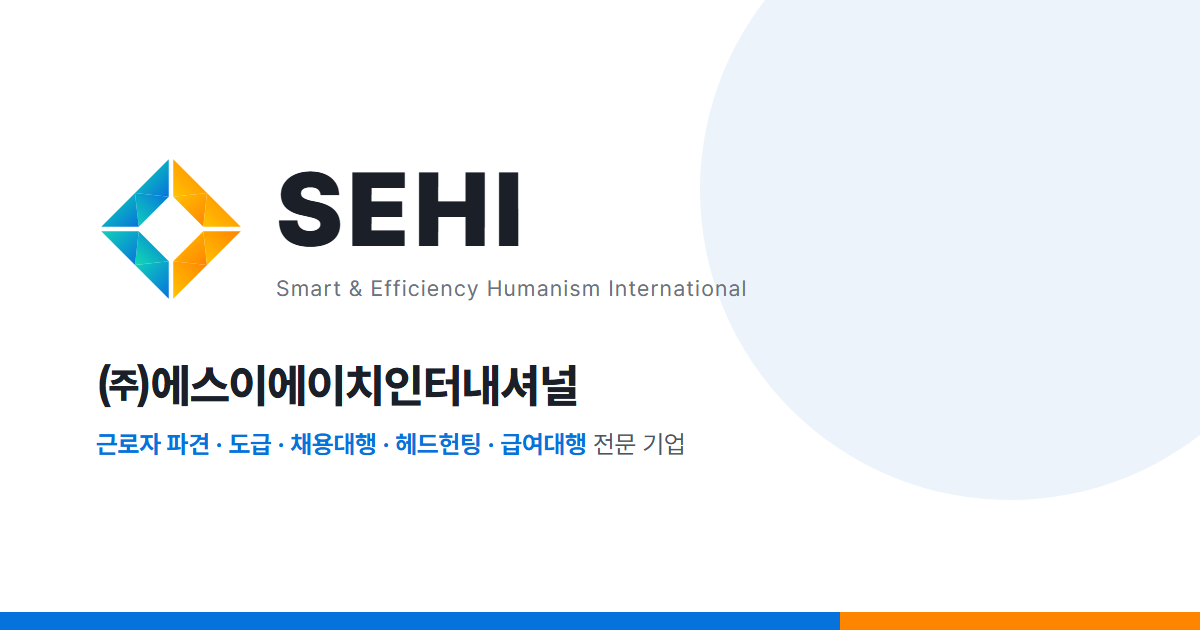 SEHI
Smart & Efficiency Humanism International
(주)에스이에이치인터내셔널
근로자 파견 · 도급 · 채용대행 · 헤드헌팅 · 급여대행 전문 기업